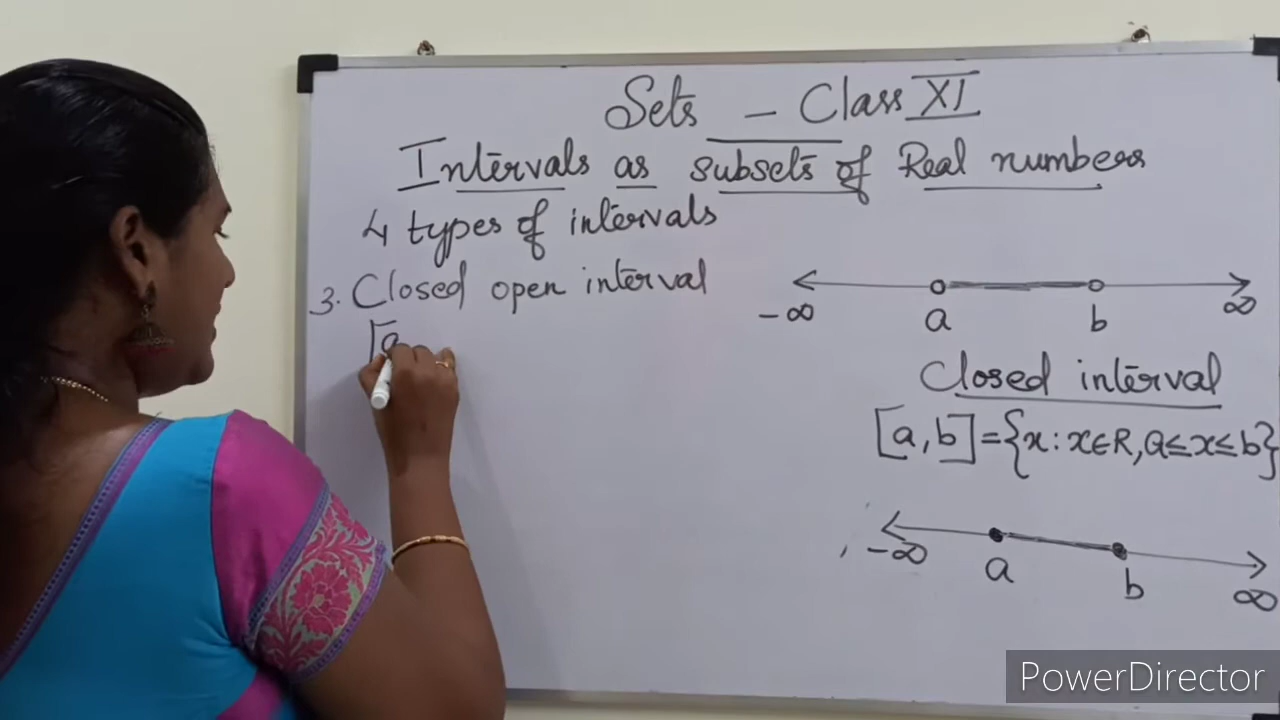 Sets - Class XI
Intervals as subsets of Real numbers
4 types of intervals
3. Closed open interval
[a
-∞ a b ∞
Closed interval
[a,b]={x:x∈R,a≤x≤b}
-∞ a b ∞
PowerDirector